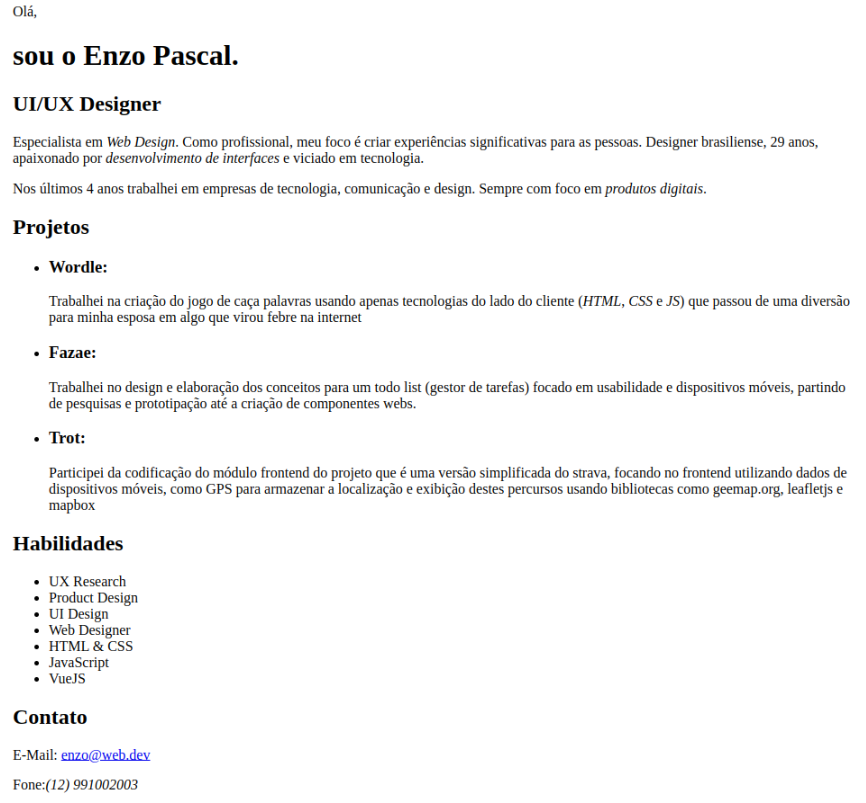 Olá,
sou o Enzo Pascal.
UI/UX Designer
Especialista em Web Design. Como profissional, meu foco é criar experiências significativas para as pessoas. Designer brasiliense, 29 anos,
apaixonado por desenvolvimento de interfaces e viciado em tecnologia.
Nos últimos 4 anos trabalhei em empresas de tecnologia, comunicação e design. Sempre com foco em produtos digitais.
Projetos
• Wordle:
Trabalhei na criação do jogo de caça palavras usando apenas tecnologias do lado do cliente (HTML, CSS e JS) que passou de uma diversão
para minha esposa em algo que virou febre na internet
• Fazae:
Trabalhei no design e elaboração dos conceitos para um todo list (gestor de tarefas) focado em usabilidade e dispositivos móveis, partindo
de pesquisas e prototipação até a criação de componentes webs.
• Trot:
Participei da codificação do módulo frontend do projeto que é uma versão simplificada do strava, focando no frontend utilizando dados de
dispositivos móveis, como GPS para armazenar a localização e exibição destes percursos usando bibliotecas como geemap.org, leafletjs e
mapbox
Habilidades
• UX Research
• Product Design
• UI Design
• Web Designer
• HTML & CSS
• JavaScript
• VueJS
Contato
E-Mail: enzo@web.dev
Fone:(12) 991002003